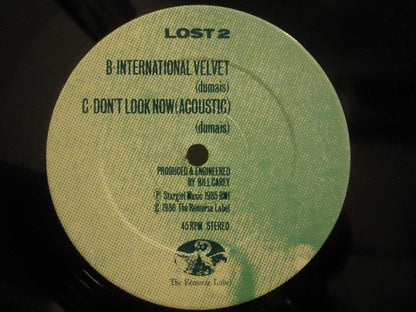 LOST 2
B·INTERNATIONAL VELVET
(dumais)
C·DON'T LOOK NOW (ACOUSTIC)
(dumais)
PRODUCED & ENGINEERED
BY BILL CAREY
Ⓟ Stargirl Music 1985 BMI
© 1986 The Remorse Label
45 RPM STEREO
The Remorse Label